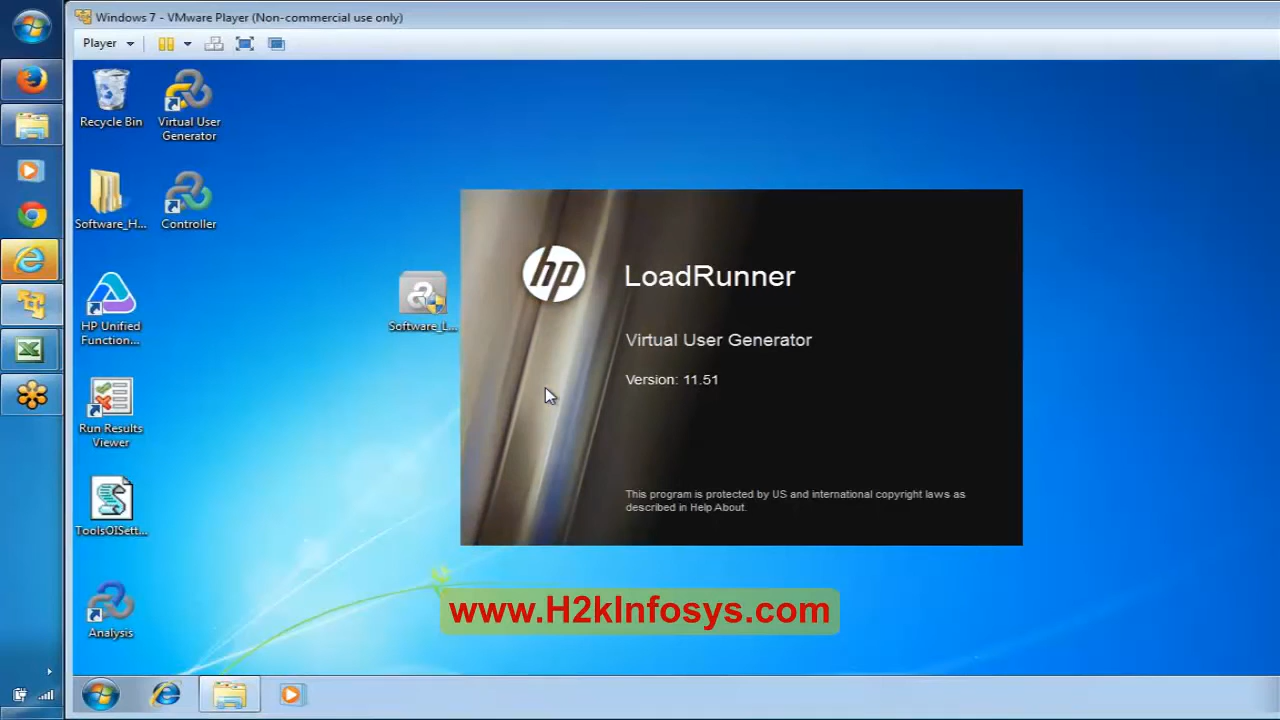 Windows 7 - VMware Player (Non-commercial use only)
Player
Recycle Bin
Virtual User
Generator
Software_H...
Controller
HP Unified
Function...
Software_L...
Run Results
Viewer
ToolsOISett...
Analysis
hp
LoadRunner
Virtual User Generator
Version: 11.51
This program is protected by US and international copyright laws as
described in Help About.
www.H2kInfosys.com